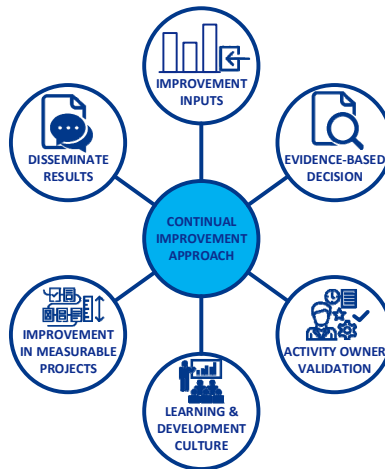 IMPROVEMENT
INPUTS
DISSEMINATE
RESULTS
EVIDENCE-BASED
DECISION
CONTINUAL
IMPROVEMENT
APPROACH
IMPROVEMENT
IN MEASURABLE
PROJECTS
ACTIVITY OWNER
VALIDATION
LEARNING &
DEVELOPMENT
CULTURE